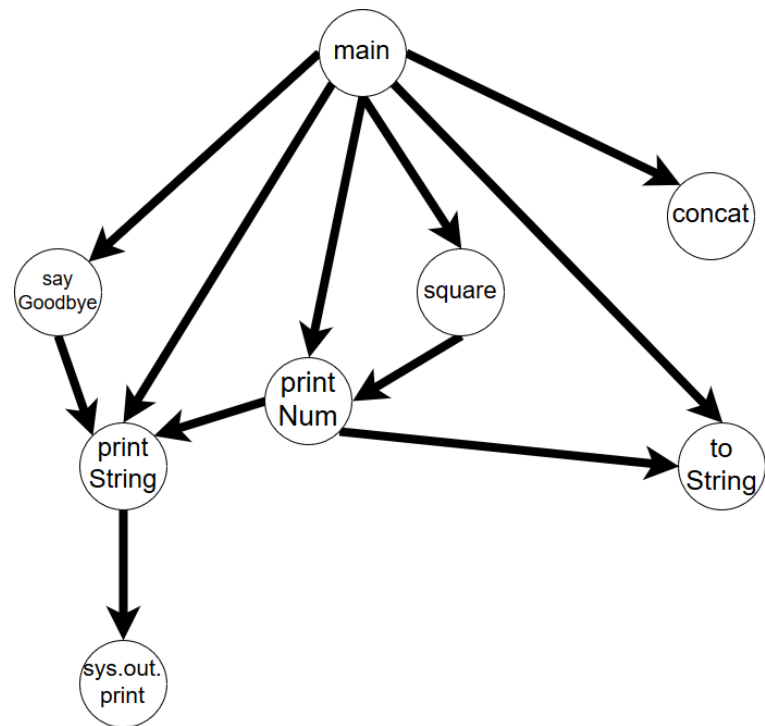 main
concat
say
Goodbye
square
print
Num
print
String
to
String
sys.out.
print